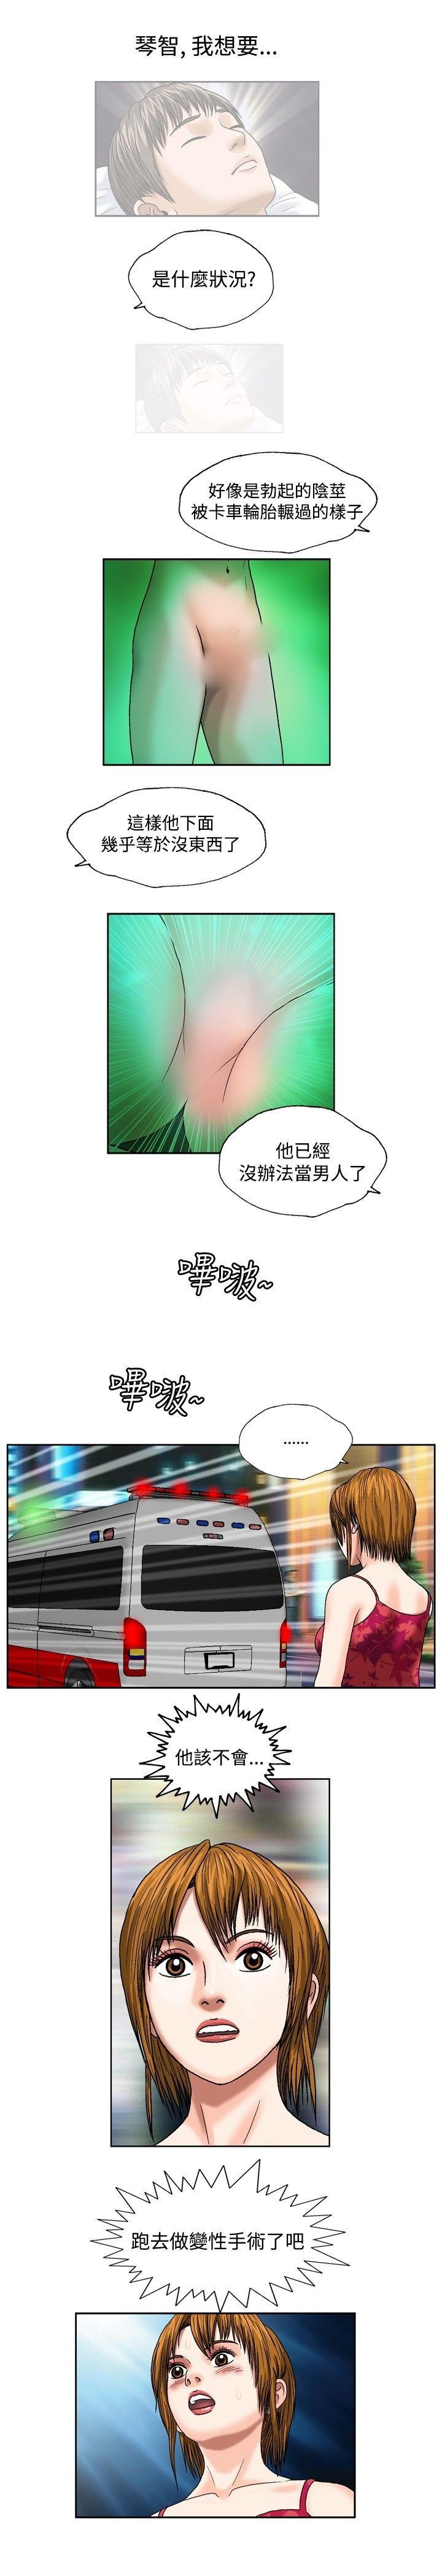 琴智, 我想要...
是什麼狀況?
好像是勃起的陰莖
被卡車輪胎輾過的樣子
這樣他下面
幾乎等於沒東西了
他已經
沒辦法當男人了
嗶啵~
嗶啵~
......
他該不會...
跑去做變性手術了吧